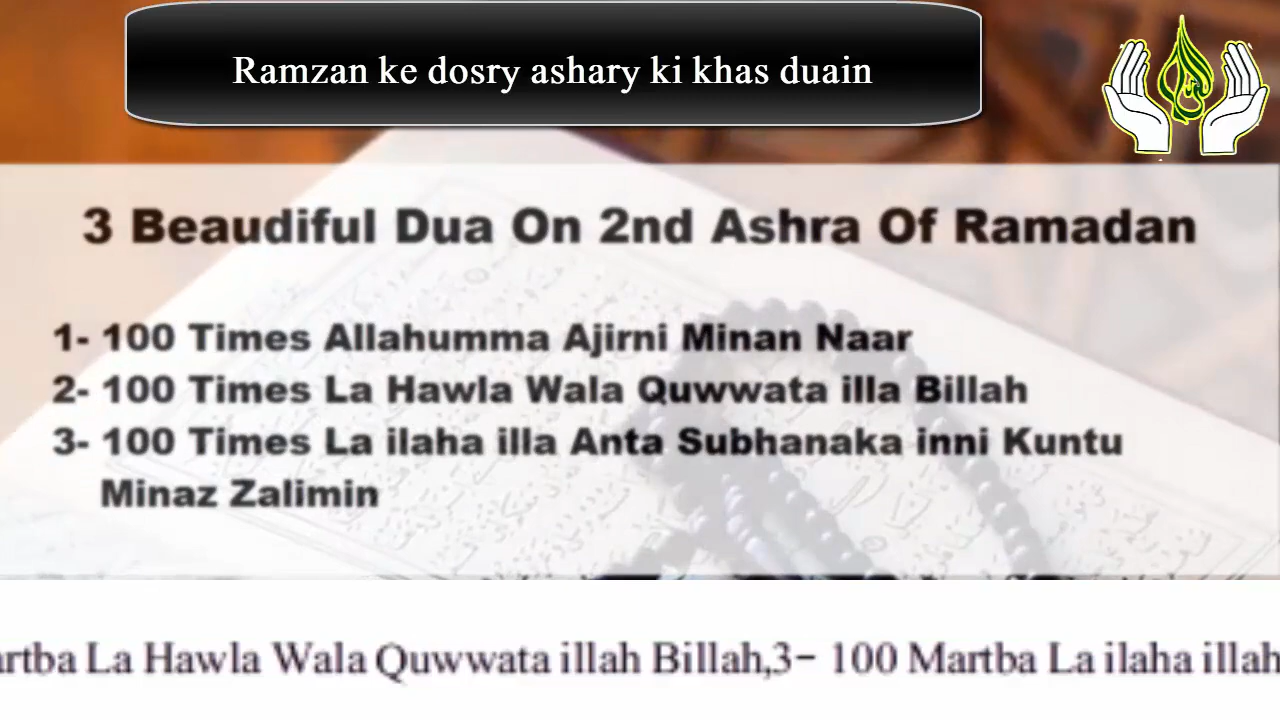 Ramzan ke dosry ashary ki khas duain
3 Beaudiful Dua On 2nd Ashra Of Ramadan
1- 100 Times Allahumma Ajirni Minan Naar
2- 100 Times La Hawla Wala Quwwata illa Billah
3- 100 Times La ilaha illa Anta Subhanaka inni Kuntu
Minaz Zalimin
artba La Hawla Wala Quwwata illah Billah,3- 100 Martba La ilaha illah